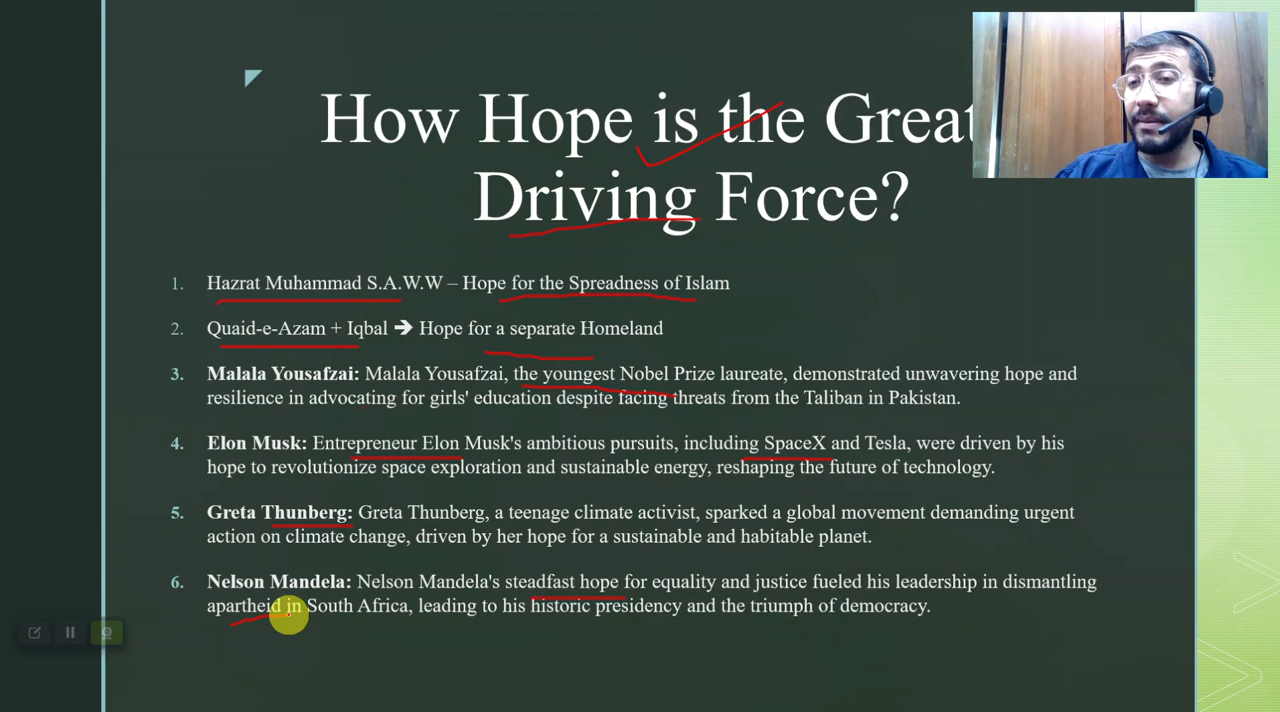 How Hope is the Great
Driving Force?
1. Hazrat Muhammad S.A.W.W – Hope for the Spreadness of Islam
2. Quaid-e-Azam + Iqbal ➔ Hope for a separate Homeland
3. Malala Yousafzai: Malala Yousafzai, the youngest Nobel Prize laureate, demonstrated unwavering hope and
resilience in advocating for girls' education despite facing threats from the Taliban in Pakistan.
4. Elon Musk: Entrepreneur Elon Musk's ambitious pursuits, including SpaceX and Tesla, were driven by his
hope to revolutionize space exploration and sustainable energy, reshaping the future of technology.
5. Greta Thunberg: Greta Thunberg, a teenage climate activist, sparked a global movement demanding urgent
action on climate change, driven by her hope for a sustainable and habitable planet.
6. Nelson Mandela: Nelson Mandela's steadfast hope for equality and justice fueled his leadership in dismantling
apartheid in South Africa, leading to his historic presidency and the triumph of democracy.